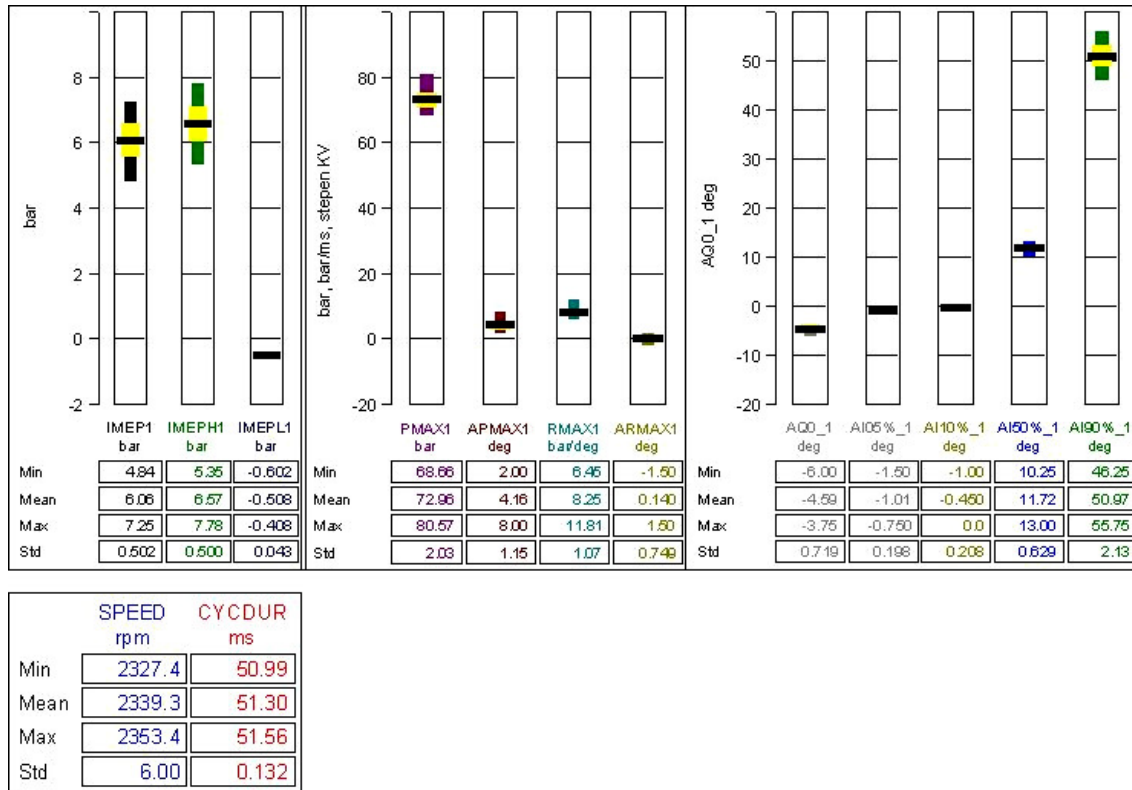 bar
8
6
4
2
0
-2
IMEP1 IMEPH1 IMEPL1
bar bar bar
Min 4.84 5.35 -0.602
Mean 6.06 6.57 -0.508
Max 7.25 7.78 -0.408
Std 0.502 0.500 0.043
bar, bar/ms, stepen KV
80
60
40
20
0
-20
PMAX1 APMAX1 RMAX1 ARMAX1
bar deg bar/deg deg
Min 68.66 2.00 6.45 -1.50
Mean 72.96 4.16 8.25 0.140
Max 80.57 8.00 11.81 1.50
Std 2.03 1.15 1.07 0.749
AQ0_1 deg
50
40
30
20
10
0
-10
-20
AQ0_1 AI05%_1 AI10%_1 AI50%_1 AI90%_1
deg deg deg deg deg
Min -6.00 -1.50 -1.00 10.25 46.25
Mean -4.59 -1.01 -0.450 11.72 50.97
Max -3.75 -0.750 0.0 13.00 55.75
Std 0.719 0.198 0.208 0.629 2.13
SPEED CYCDUR
rpm ms
Min 2327.4 50.99
Mean 2339.3 51.30
Max 2353.4 51.56
Std 6.00 0.132